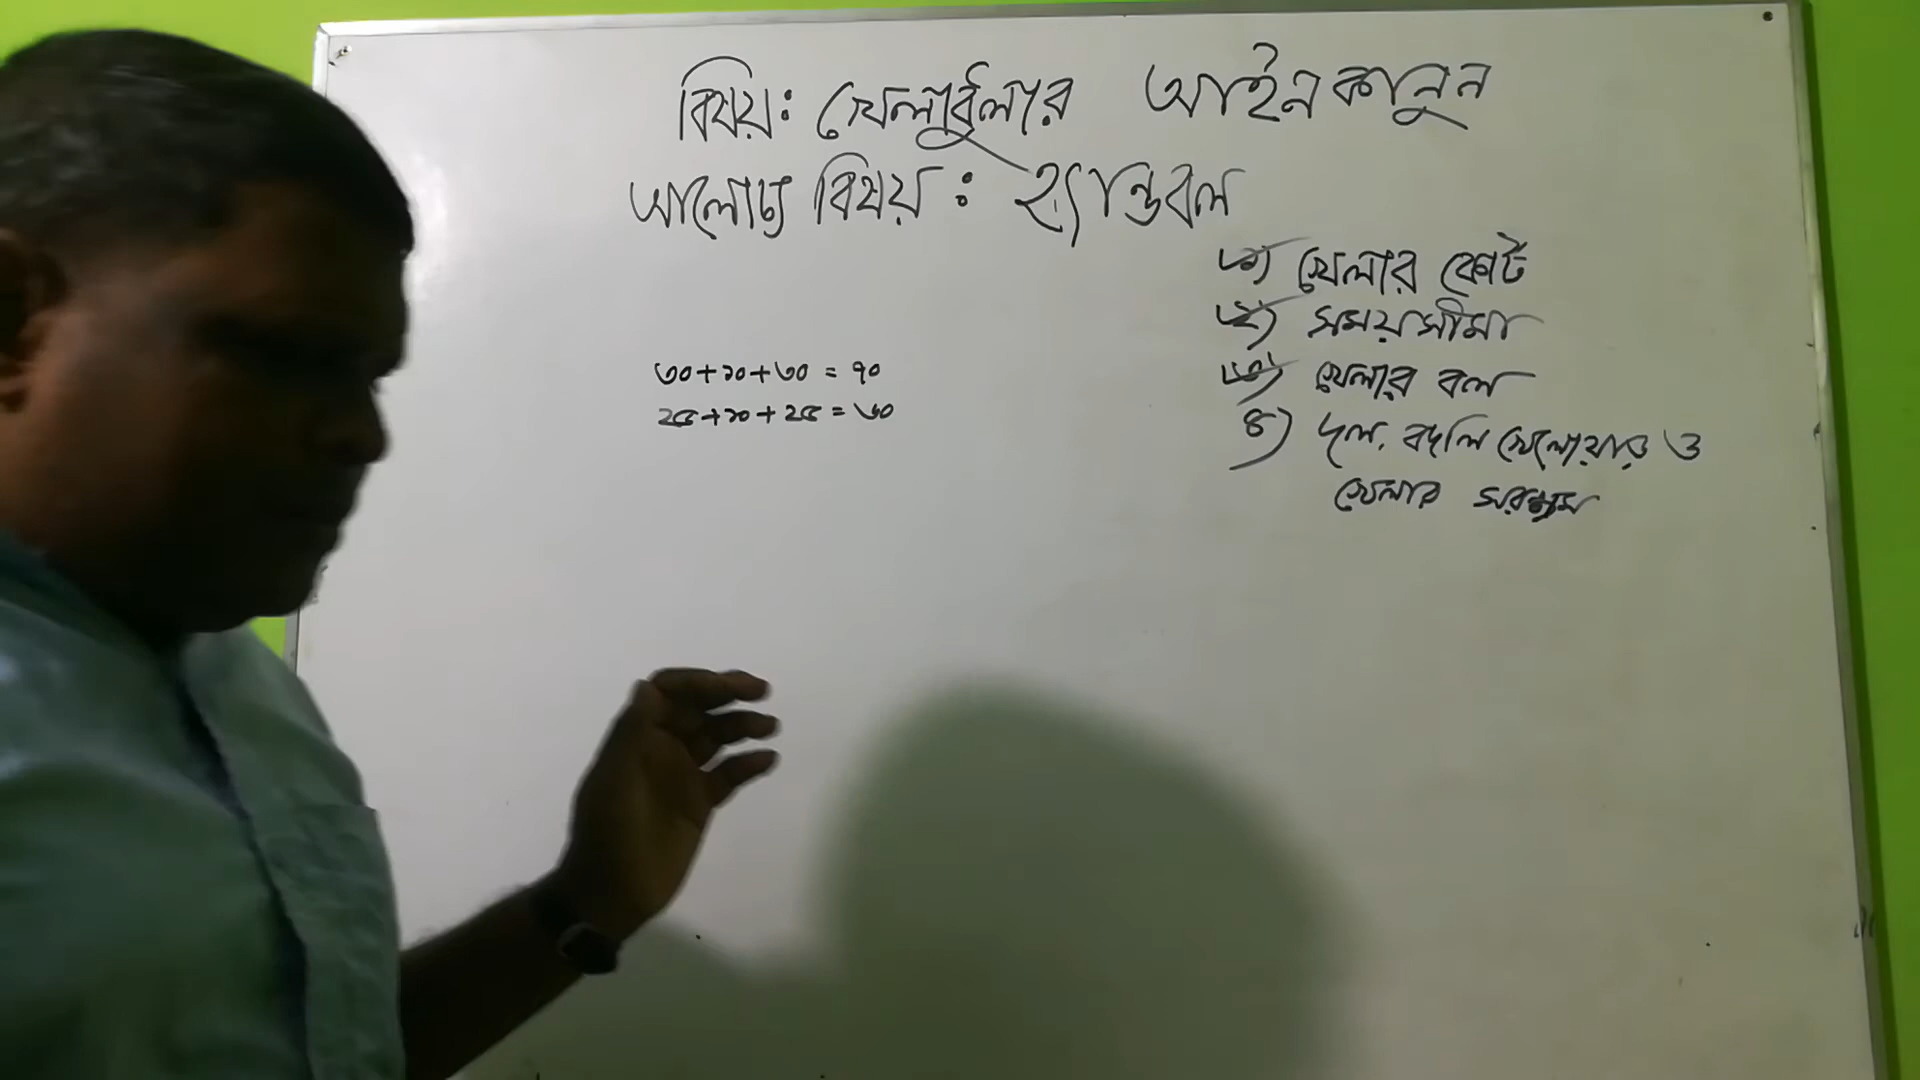 বিষয়: খেলাধুলার আইন কানুন
আলোচ্য বিষয়: হ্যান্ডবল
১) খেলার কোর্ট
২) সময়সীমা
৩) খেলার বল
৪) দল, বদলি খেলোয়াড় ও
খেলার সরঞ্জাম
৩০+১০+৩০ = ৭০
২৫+১০+২৫ = ৬০